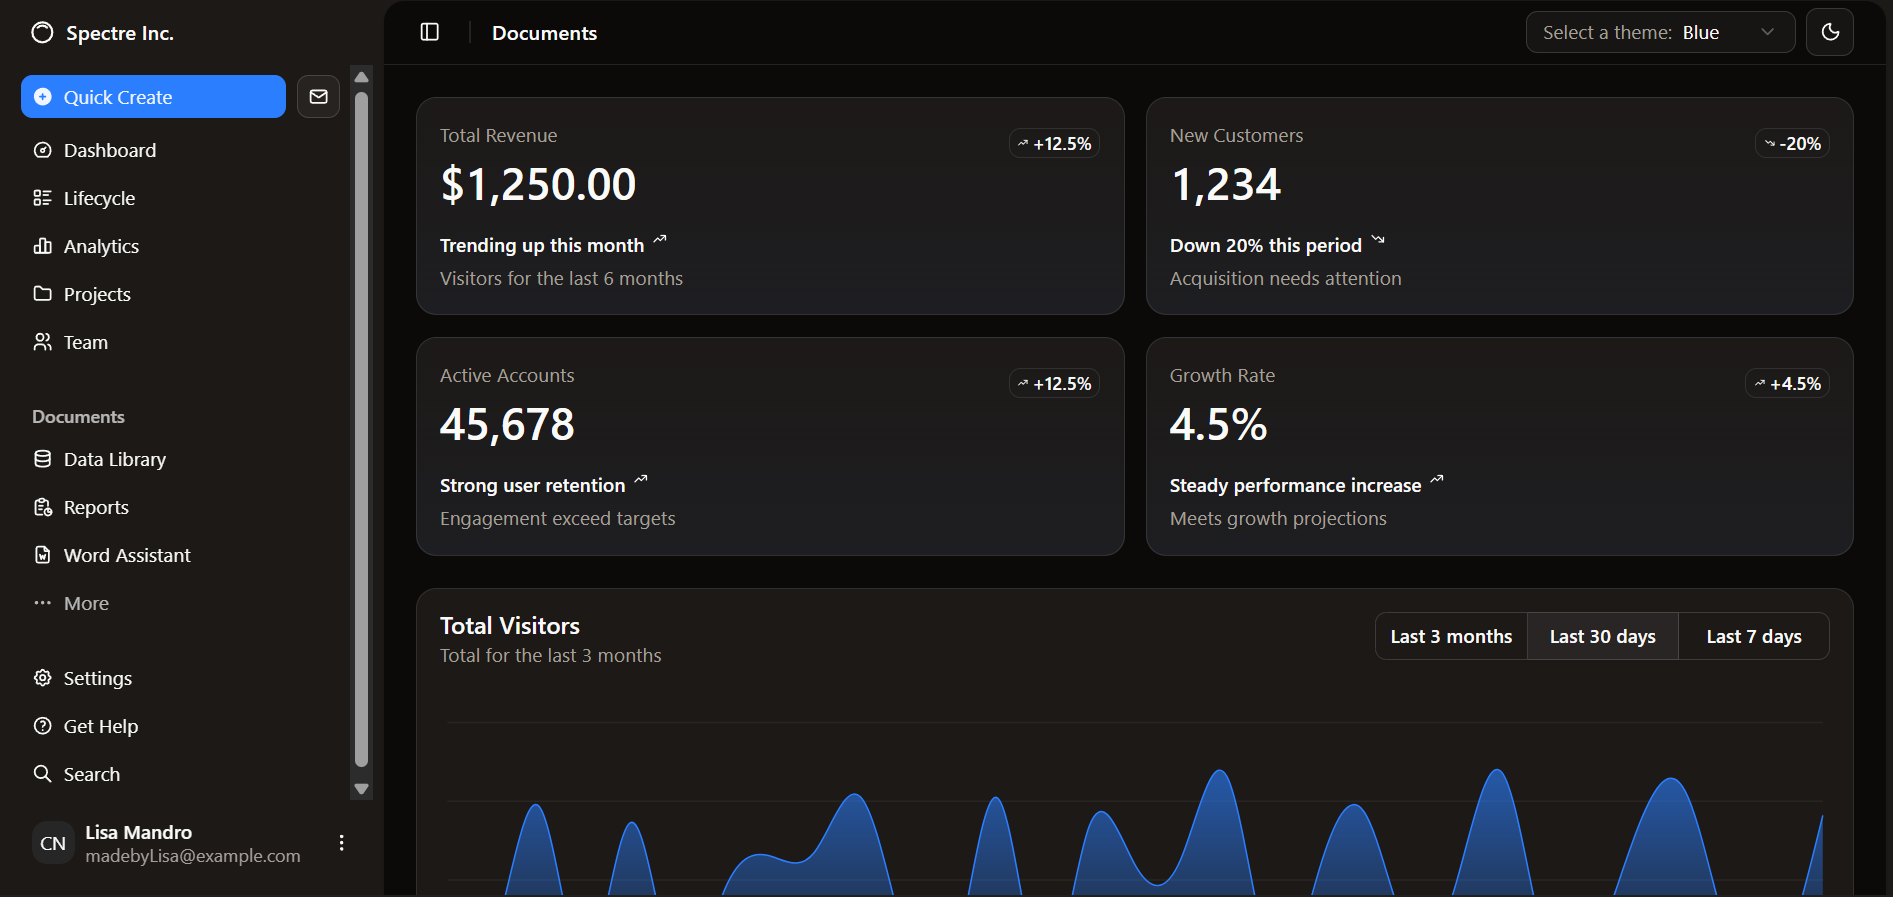 Spectre Inc.
Quick Create
Dashboard
Lifecycle
Analytics
Projects
Team
Documents
Data Library
Reports
Word Assistant
More
Settings
Get Help
Search
CN
Lisa Mandro
madebyLisa@example.com
Documents
Select a theme: Blue
Total Revenue
+12.5%
$1,250.00
Trending up this month
Visitors for the last 6 months
New Customers
-20%
1,234
Down 20% this period
Acquisition needs attention
Active Accounts
+12.5%
45,678
Strong user retention
Engagement exceed targets
Growth Rate
+4.5%
4.5%
Steady performance increase
Meets growth projections
Total Visitors
Total for the last 3 months
Last 3 months
Last 30 days
Last 7 days